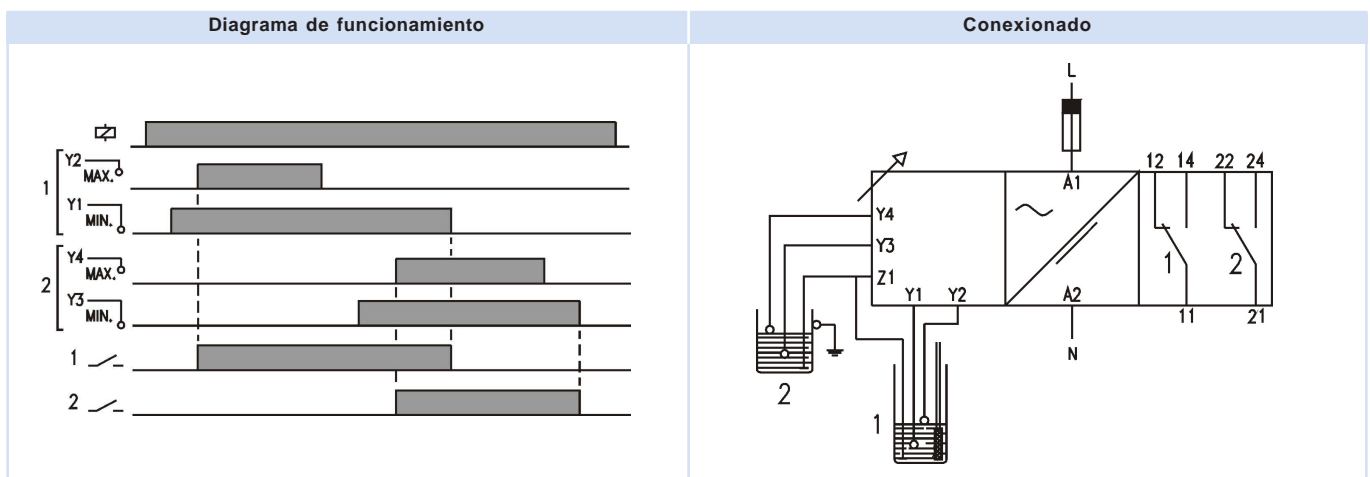 Diagrama de funcionamiento
Y2
MAX.
1
Y1
MIN.
Y4
MAX.
2
Y3
MIN.
1
2
Conexionado
L
12 14 22 24
A1
Y4
Y3
Z1
Y1 Y2
A2
1
2
11
21
N
2
1